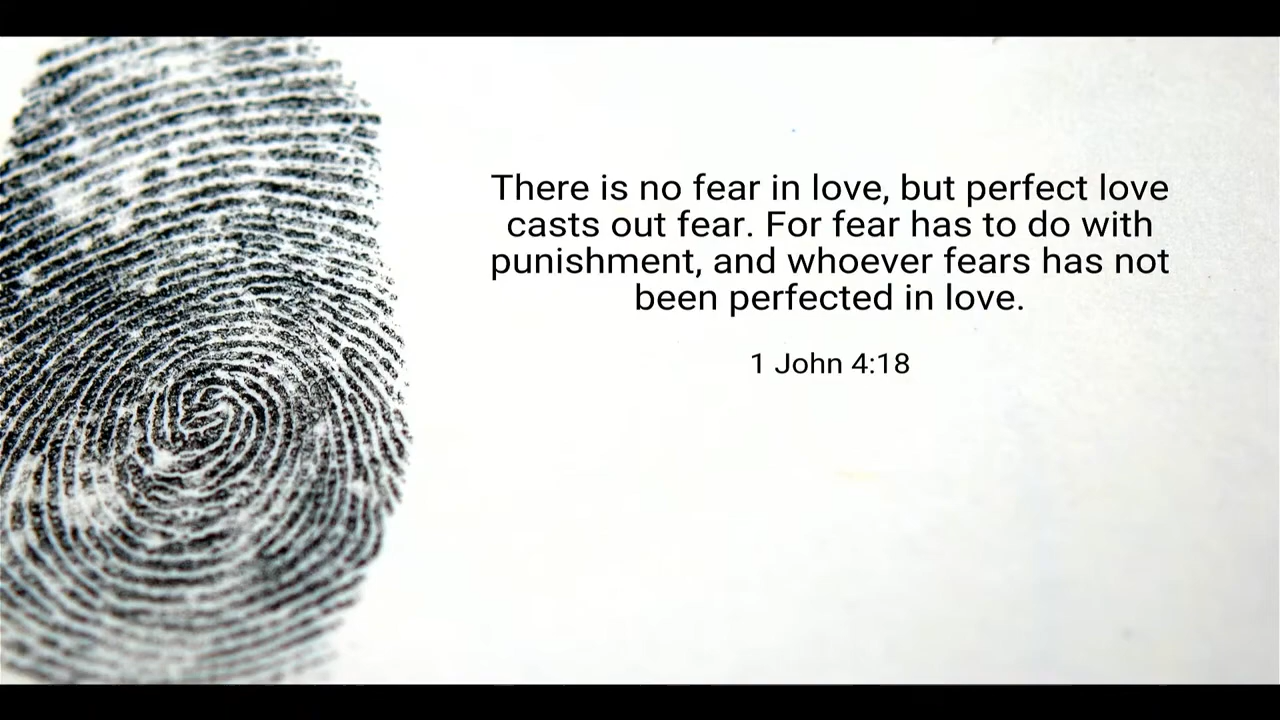 There is no fear in love, but perfect love
casts out fear. For fear has to do with
punishment, and whoever fears has not
been perfected in love.
1 John 4:18